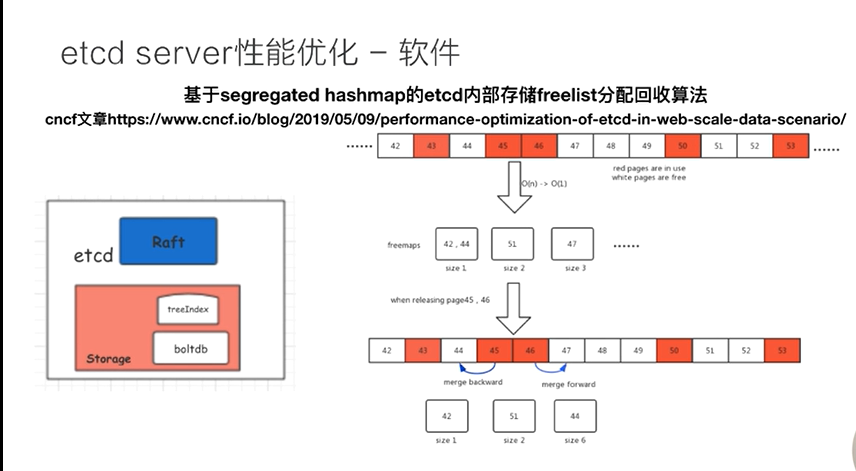 etcd server性能优化 – 软件
基于segregated hashmap的etcd内部存储freelist分配回收算法
cncf文章https://www.cncf.io/blog/2019/05/09/performance-optimization-of-etcd-in-web-scale-data-scenario/
...... 42 43 44 45 46 47 48 49 50 51 52 53 ......
red pages are in use
white pages are free
O(n) -> O(1)
freemaps 42 , 44 51 47 ......
size 1 size 2 size 3
when releasing page45 , 46
42 43 44 45 46 47 48 49 50 51 52 53
merge backward merge forward
42 51 44
size 1 size 2 size 6
etcd
Raft
treeIndex
boltdb
Storage